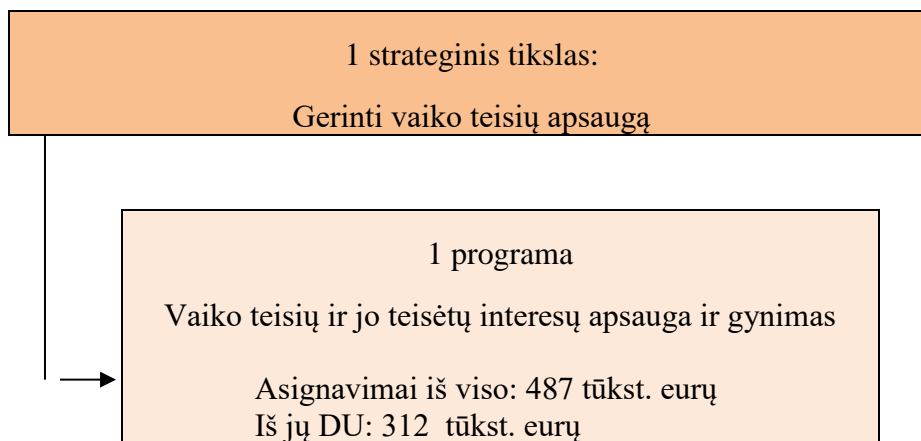 1 strateginis tikslas:
Gerinti vaiko teisių apsaugą
1 programa
Vaiko teisių ir jo teisėtų interesų apsauga ir gynimas
Asignavimai iš viso: 487 tūkst. eurų
Iš jų DU: 312 tūkst. eurų